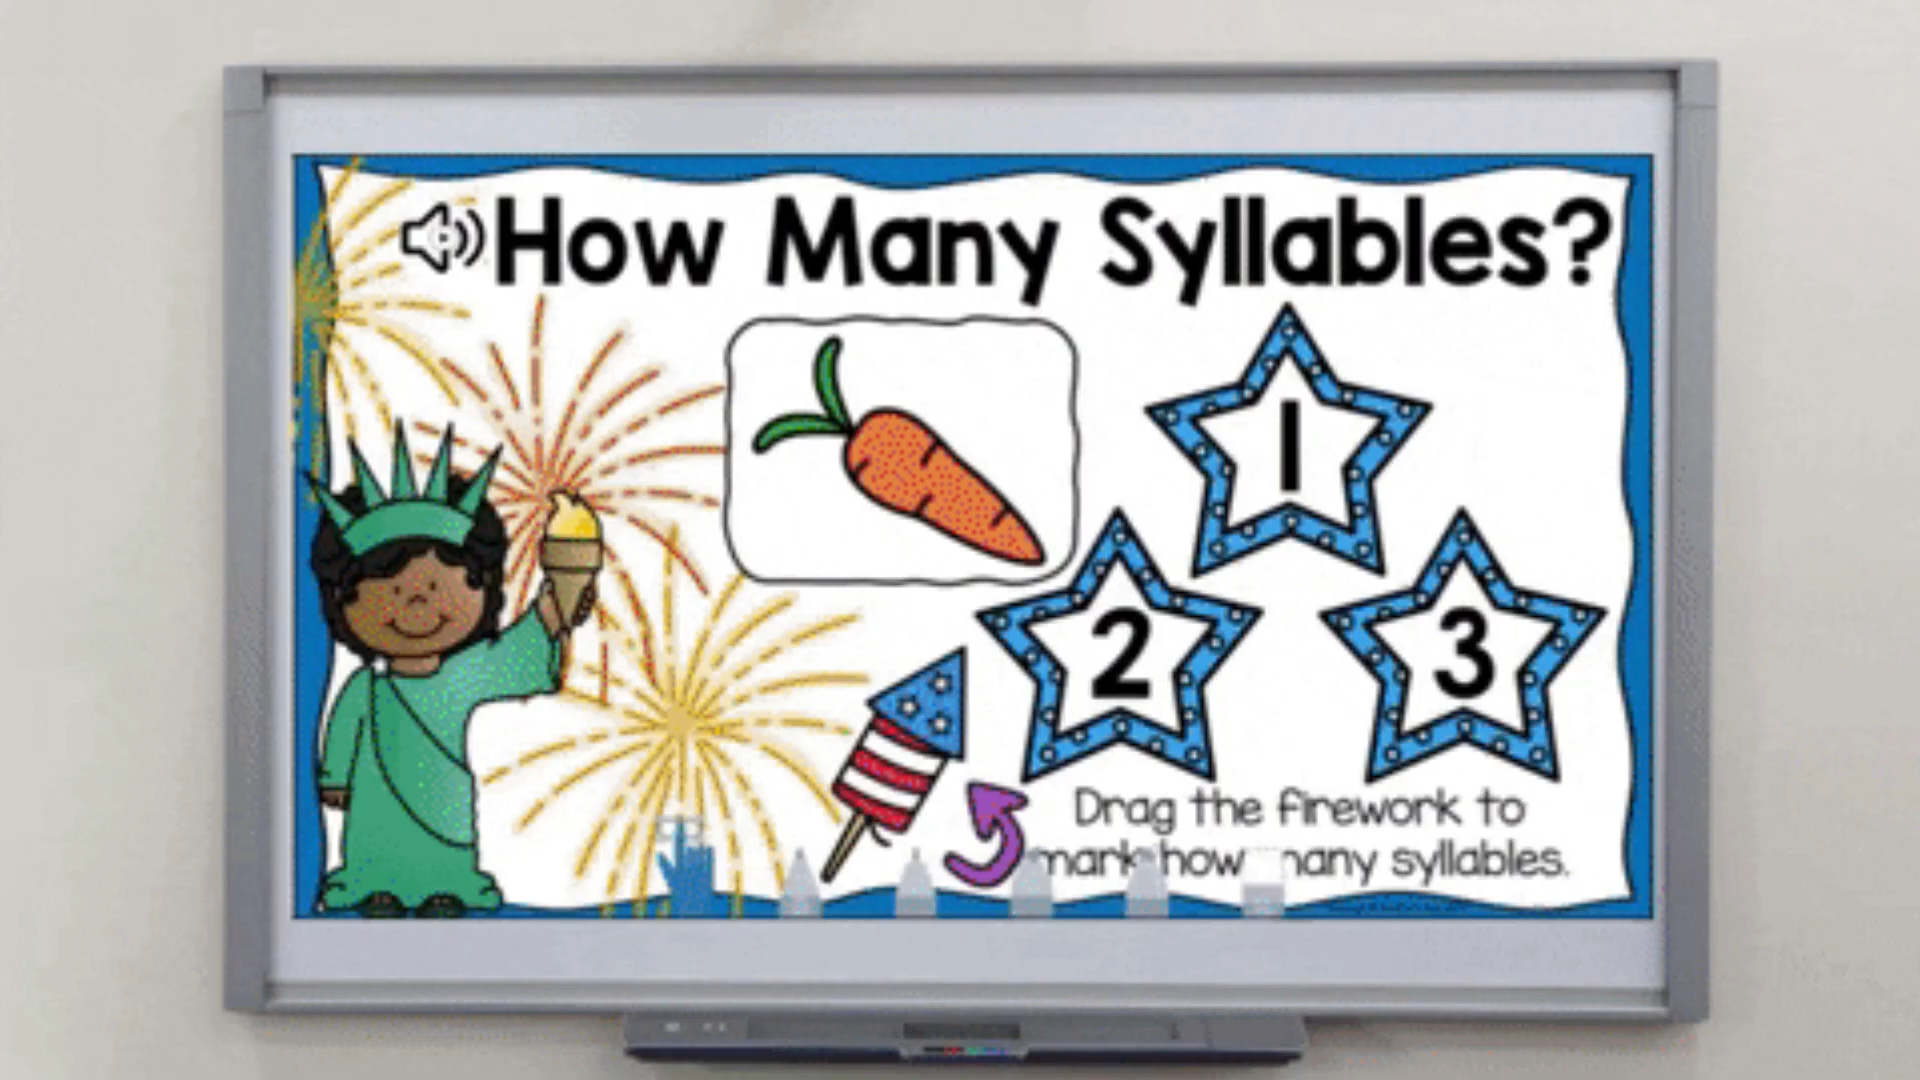 How Many Syllables?
1
2
3
Drag the firework to
mark how many syllables.